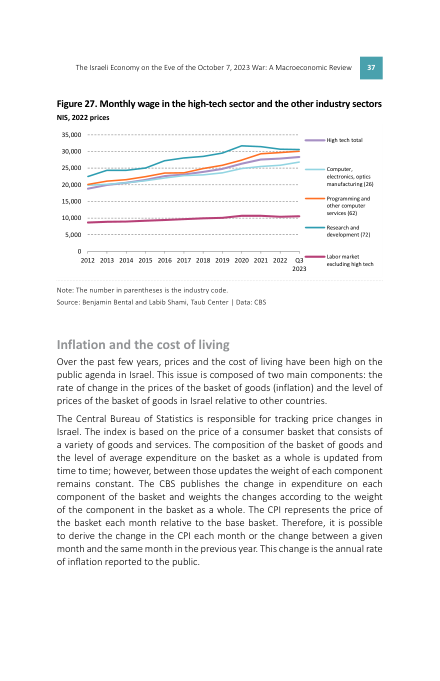 The Israeli Economy on the Eve of the October 7, 2023 War: A Macroeconomic Review 37
Figure 27. Monthly wage in the high-tech sector and the other industry sectors
NIS, 2022 prices
35,000
30,000
25,000
20,000
15,000
10,000
5,000
0
2012 2013 2014 2015 2016 2017 2018 2019 2020 2021 2022 Q3
2023
High tech total
Computer,
electronics, optics
manufacturing (26)
Programming and
other computer
services (62)
Research and
development (72)
Labor market
excluding high tech
Note: The number in parentheses is the industry code.
Source: Benjamin Bental and Labib Shami, Taub Center | Data: CBS
Inflation and the cost of living
Over the past few years, prices and the cost of living have been high on the
public agenda in Israel. This issue is composed of two main components: the
rate of change in the prices of the basket of goods (inflation) and the level of
prices of the basket of goods in Israel relative to other countries.
The Central Bureau of Statistics is responsible for tracking price changes in
Israel. The index is based on the price of a consumer basket that consists of
a variety of goods and services. The composition of the basket of goods and
the level of average expenditure on the basket as a whole is updated from
time to time; however, between those updates the weight of each component
remains constant. The CBS publishes the change in expenditure on each
component of the basket and weights the changes according to the weight
of the component in the basket as a whole. The CPI represents the price of
the basket each month relative to the base basket. Therefore, it is possible
to derive the change in the CPI each month or the change between a given
month and the same month in the previous year. This change is the annual rate
of inflation reported to the public.